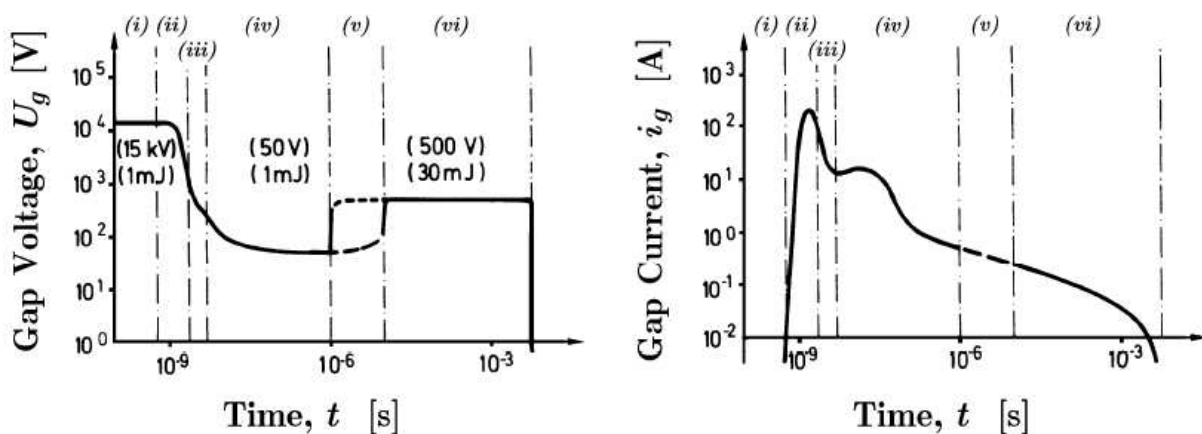 (i) (ii) (iii) (iv) (v) (vi)
Gap Voltage, U_g [V]
10^5
10^4
10^3
10^2
10^1
10^0
(15 kV)
(1mJ)
(50V)
(1mJ)
(500 V)
(30mJ)
10^-9 10^-6 10^-3
Time, t [s]
(i) (ii) (iii) (iv) (v) (vi)
Gap Current, i_g [A]
10^3
10^2
10^1
10^0
10^-1
10^-2
10^-9 10^-6 10^-3
Time, t [s]